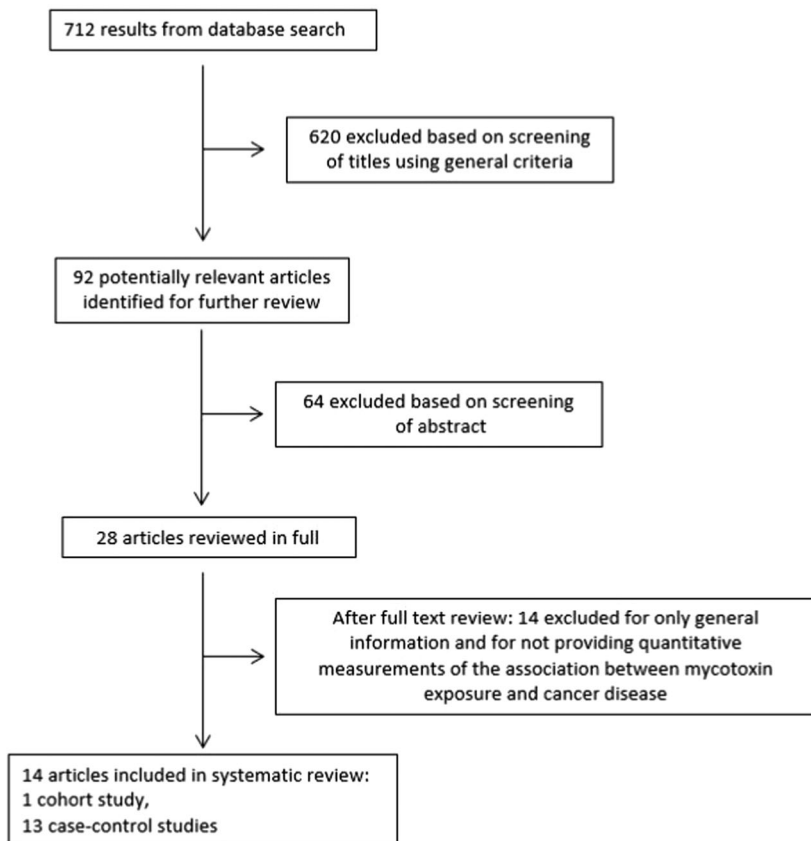 712 results from database search
620 excluded based on screening
of titles using general criteria
92 potentially relevant articles
identified for further review
64 excluded based on screening
of abstract
28 articles reviewed in full
After full text review: 14 excluded for only general
information and for not providing quantitative
measurements of the association between mycotoxin
exposure and cancer disease
14 articles included in systematic review:
1 cohort study,
13 case-control studies